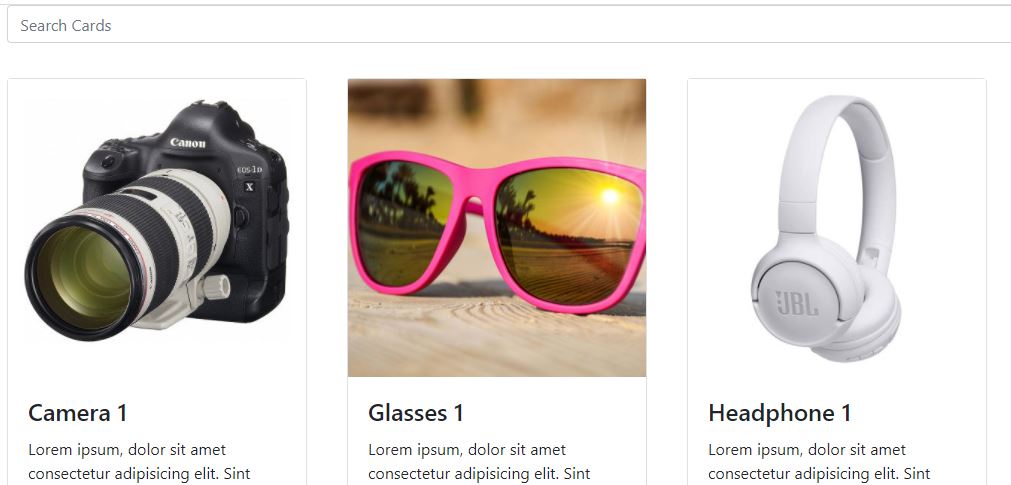 Search Cards
Canon
EOS-1D
X
JBL
Camera 1
Glasses 1
Headphone 1
Lorem ipsum, dolor sit amet
consectetur adipisicing elit. Sint
Lorem ipsum, dolor sit amet
consectetur adipisicing elit. Sint
Lorem ipsum, dolor sit amet
consectetur adipisicing elit. Sint